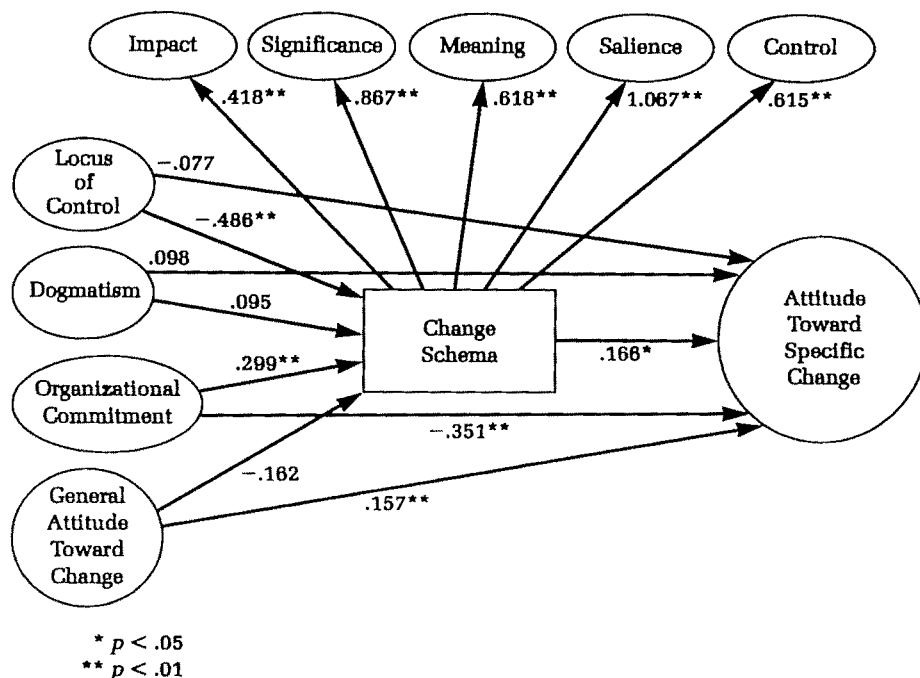 Impact
Significance
Meaning
Salience
Control
.418**
.867**
.618**
1.067**
.615**
Locus
of
Control
−.077
−.486**
Dogmatism
.098
.095
Change
Schema
.166*
Attitude
Toward
Specific
Change
Organizational
Commitment
.299**
−.351**
General
Attitude
Toward
Change
−.162
.157**
* p < .05
** p < .01